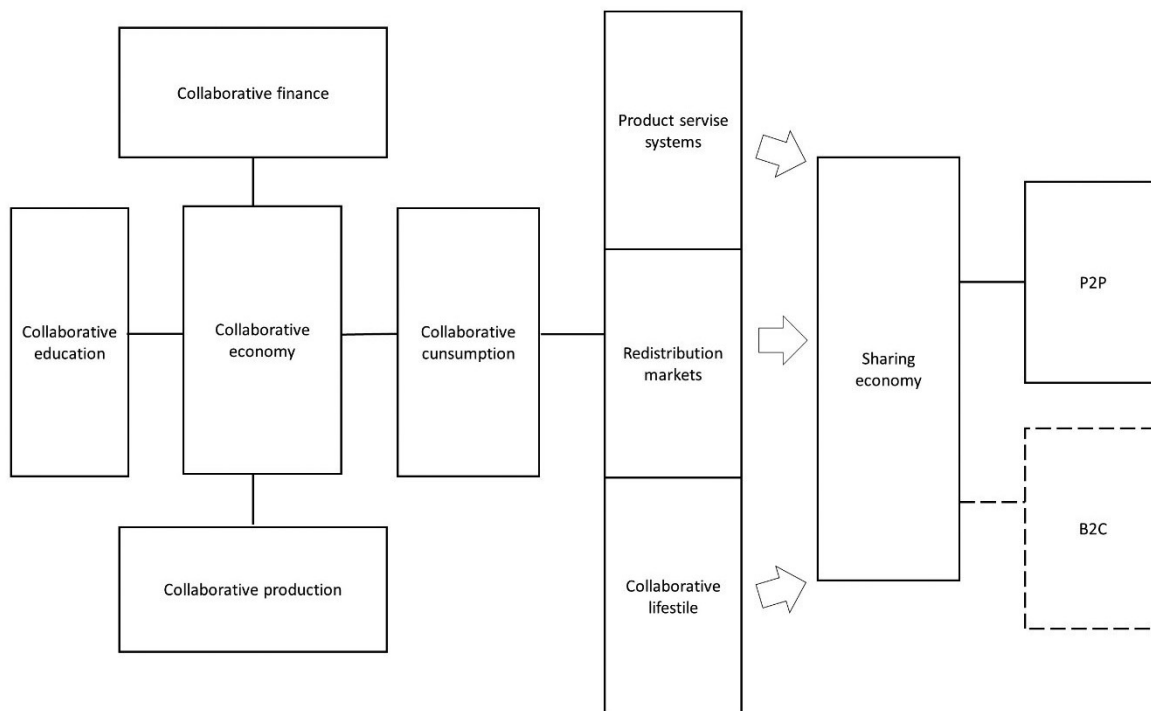 Collaborative finance
Product servise
systems
Collaborative
education
Collaborative
economy
Collaborative
cunsumption
Redistribution
markets
Sharing
economy
P2P
B2C
Collaborative production
Collaborative
lifestile